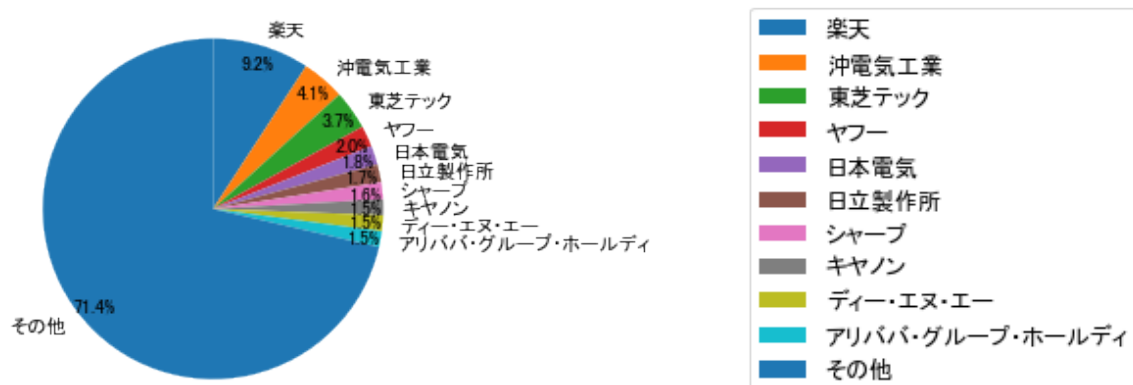 楽天
9.2%
沖電気工業
4.1%
東芝テック
3.7%
ヤフー
2.0%
日本電気
1.8%
日立製作所
1.7%
シャープ
1.6%
キヤノン
1.5%
ディー・エヌ・エー
1.5%
アリババ・グループ・ホールディ
1.5%
その他
71.4%
楽天
沖電気工業
東芝テック
ヤフー
日本電気
日立製作所
シャープ
キヤノン
ディー・エヌ・エー
アリババ・グループ・ホールディ
その他